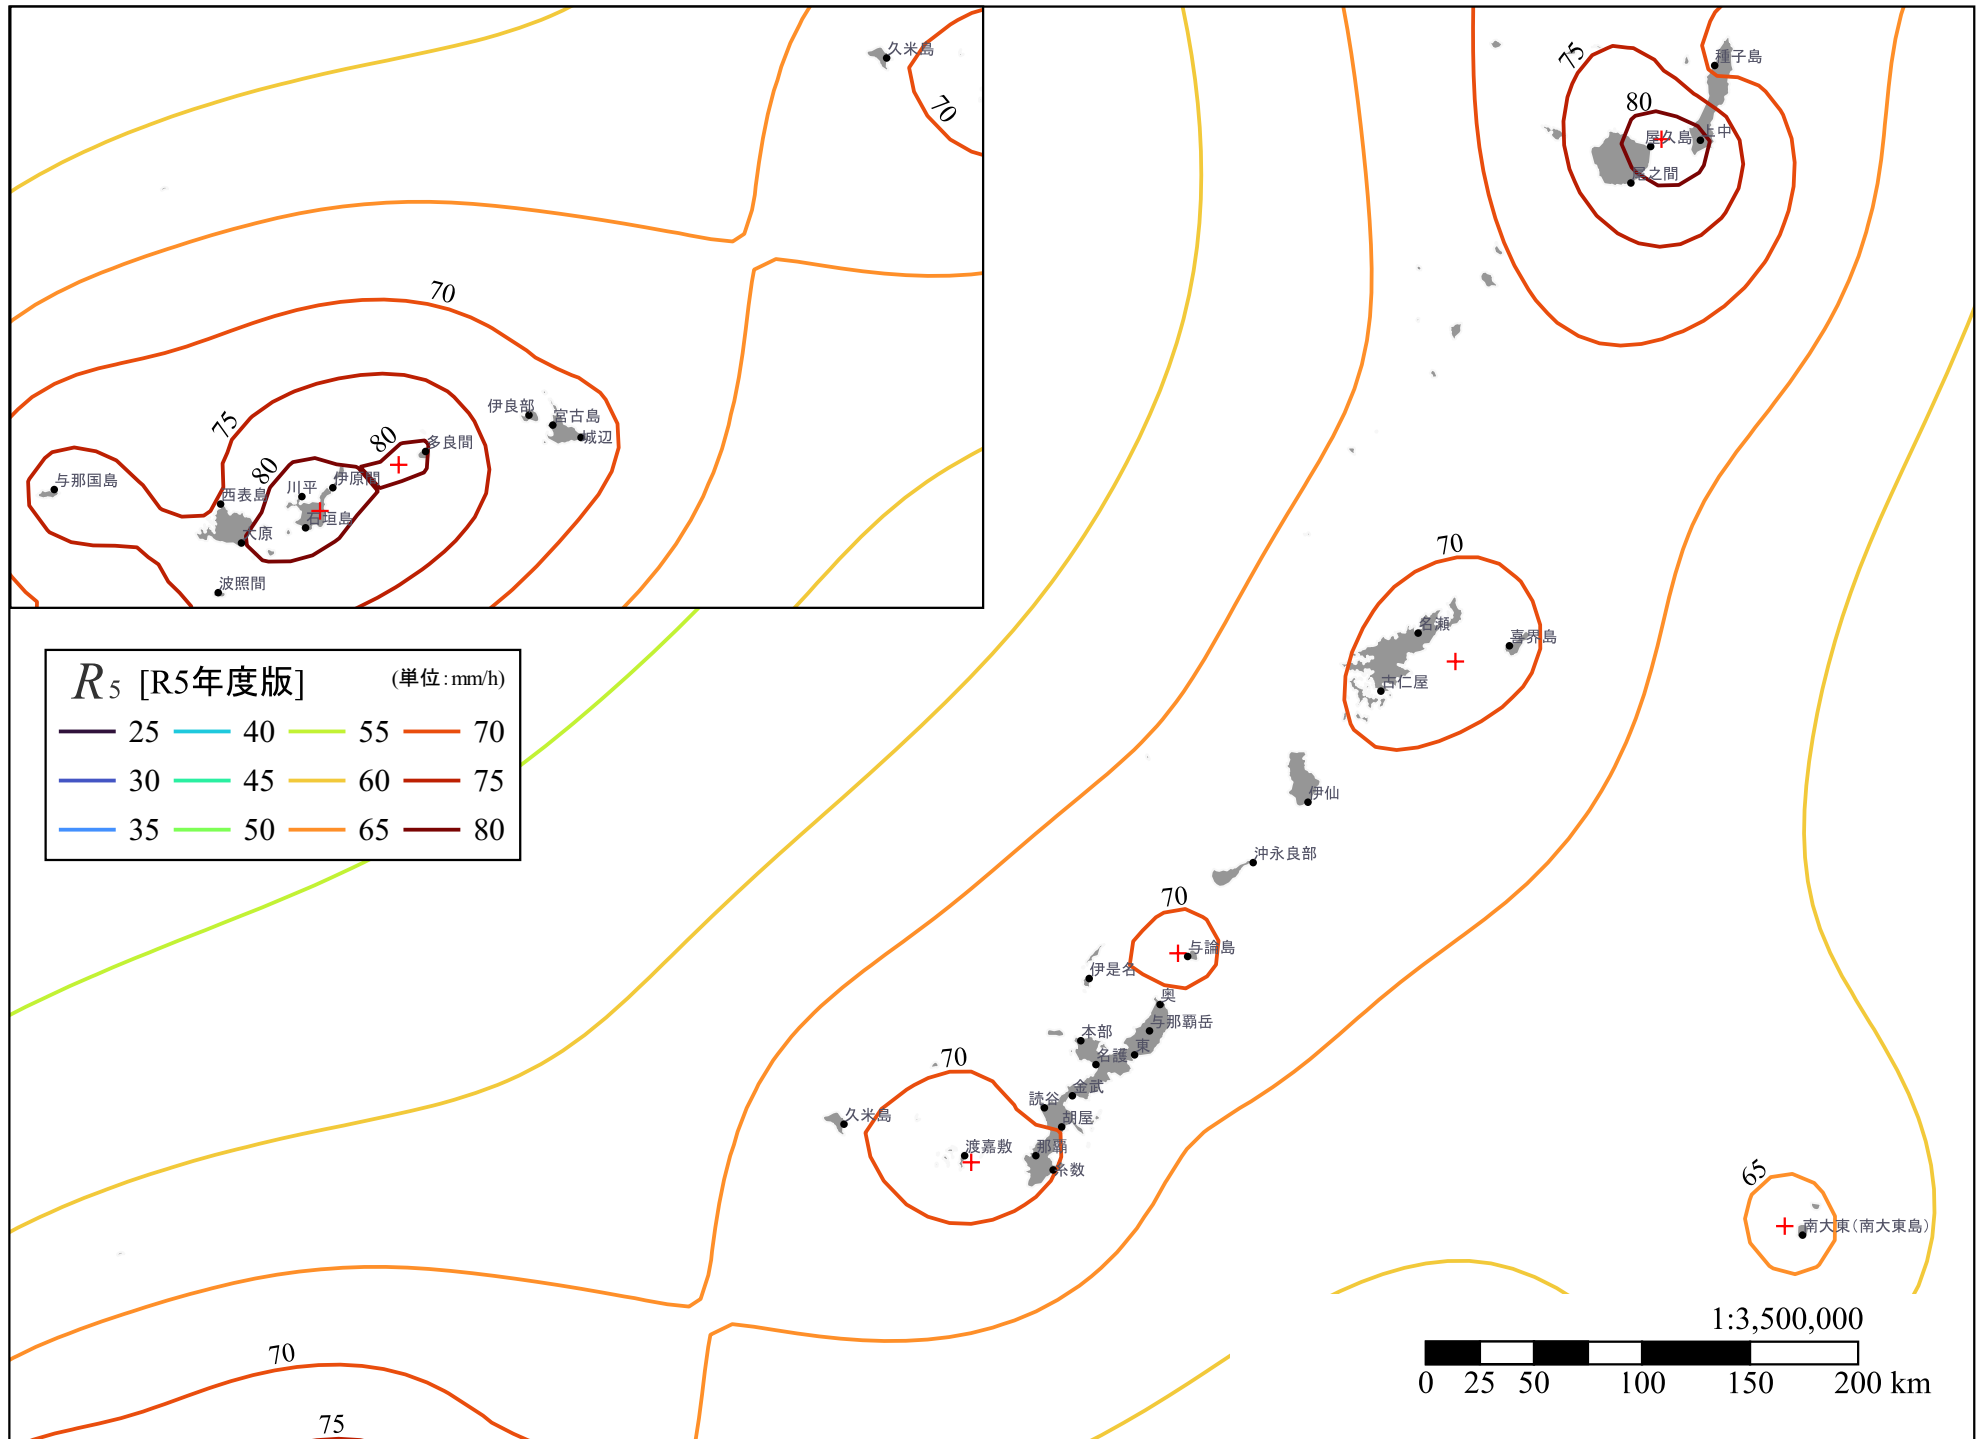 久米島
70
70
伊良部
宮古島
城辺
75
80
多良間
80
与那国島
西表島
川平
伊原間
石垣島
大原
波照間
75
種子島
80
屋久島
上中
尾之間
R5 [R5年度版] (単位:mm/h)
25 40 55 70
30 45 60 75
35 50 65 80
70
名瀬
喜界島
古仁屋
伊仙
沖永良部
70
与論島
伊是名
奥
与那覇岳
本部
東
名護
70
金武
読谷
久米島
胡屋
渡嘉敷
那覇
糸数
65
南大東(南大東島)
70
75
1:3,500,000
0 25 50 100 150 200 km